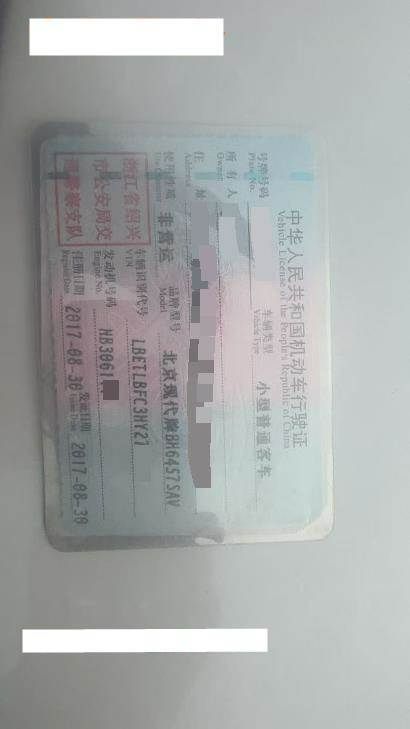 中华人民共和国机动车行驶证
Vehicle License of the People's Republic of China
号牌号码
Plate No.
车辆类型
Vehicle Type
小型普通客车
所有人
Owner
住址
Address
使用性质
非营运
品牌型号
Model
北京现代牌BH6457SAV
浙江省绍兴
市公安局交
通警察支队
车辆识别代号
VIN
LBETLBFC3HY27
发动机号码
Engine No.
HB3061
注册日期
Register Date
2017-08-30
发证日期
Issue Date
2017-08-30